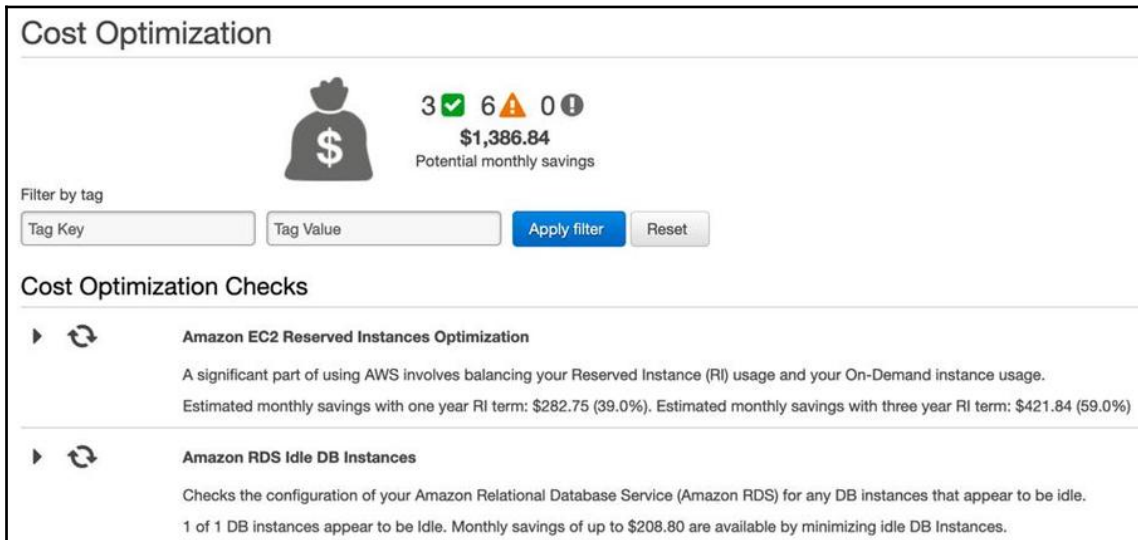 Cost Optimization
$
3 6 0
$1,386.84
Potential monthly savings
Filter by tag
Tag Key Tag Value Apply filter Reset
Cost Optimization Checks
Amazon EC2 Reserved Instances Optimization
A significant part of using AWS involves balancing your Reserved Instance (RI) usage and your On-Demand instance usage.
Estimated monthly savings with one year RI term: $282.75 (39.0%). Estimated monthly savings with three year RI term: $421.84 (59.0%)
Amazon RDS Idle DB Instances
Checks the configuration of your Amazon Relational Database Service (Amazon RDS) for any DB instances that appear to be idle.
1 of 1 DB instances appear to be Idle. Monthly savings of up to $208.80 are available by minimizing idle DB Instances.